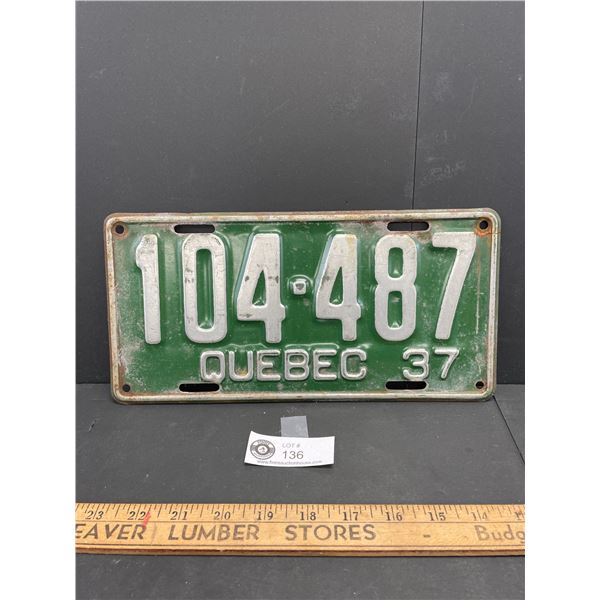 104·487
QUEBEC 37
LOT #
136
23 22 21 20 19 18 17 16 15 14
EAVER LUMBER STORES - Budg